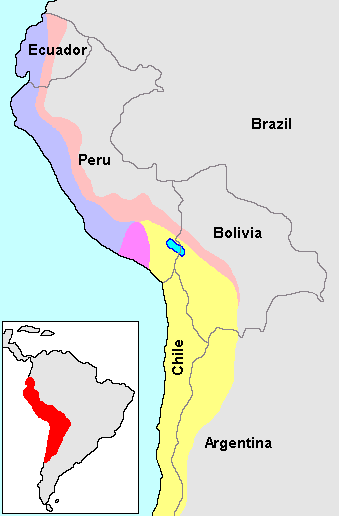 Ecuador
Brazil
Peru
Bolivia
Chile
Argentina